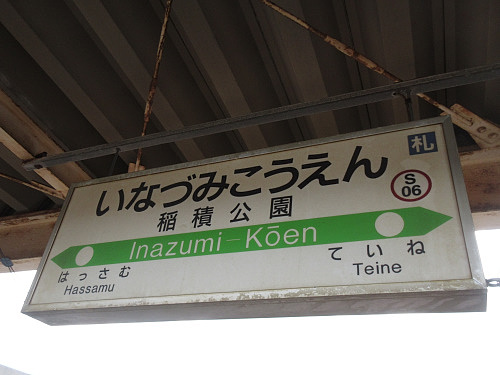 札
いなづみこうえん
S
06
稲積公園
Inazumi-Kōen
はっさむ
Hassamu
ていね
Teine